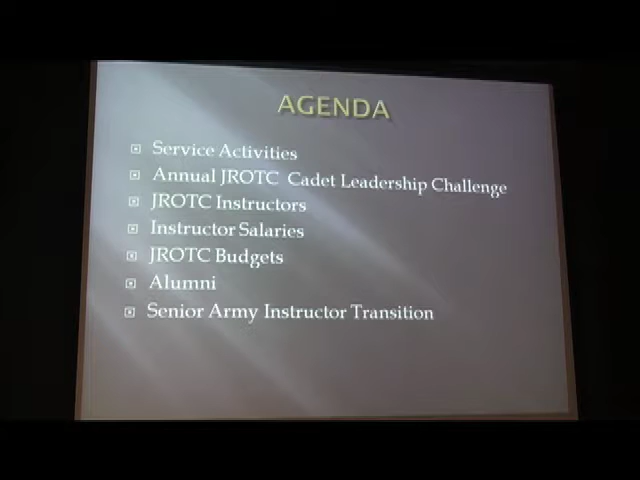 AGENDA
Service Activities
Annual JROTC Cadet Leadership Challenge
JROTC Instructors
Instructor Salaries
JROTC Budgets
Alumni
Senior Army Instructor Transition